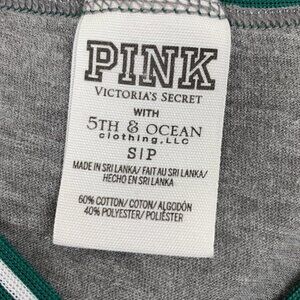 PINK
VICTORIA'S SECRET
WITH
5TH & OCEAN
clothing, LLC
S|P
MADE IN SRI LANKA/ FAIT AU SRI LANKA/
HECHO EN SRI LANKA
60% COTTON/ COTON/ ALGODÓN
40% POLYESTER/ POLIÉSTER